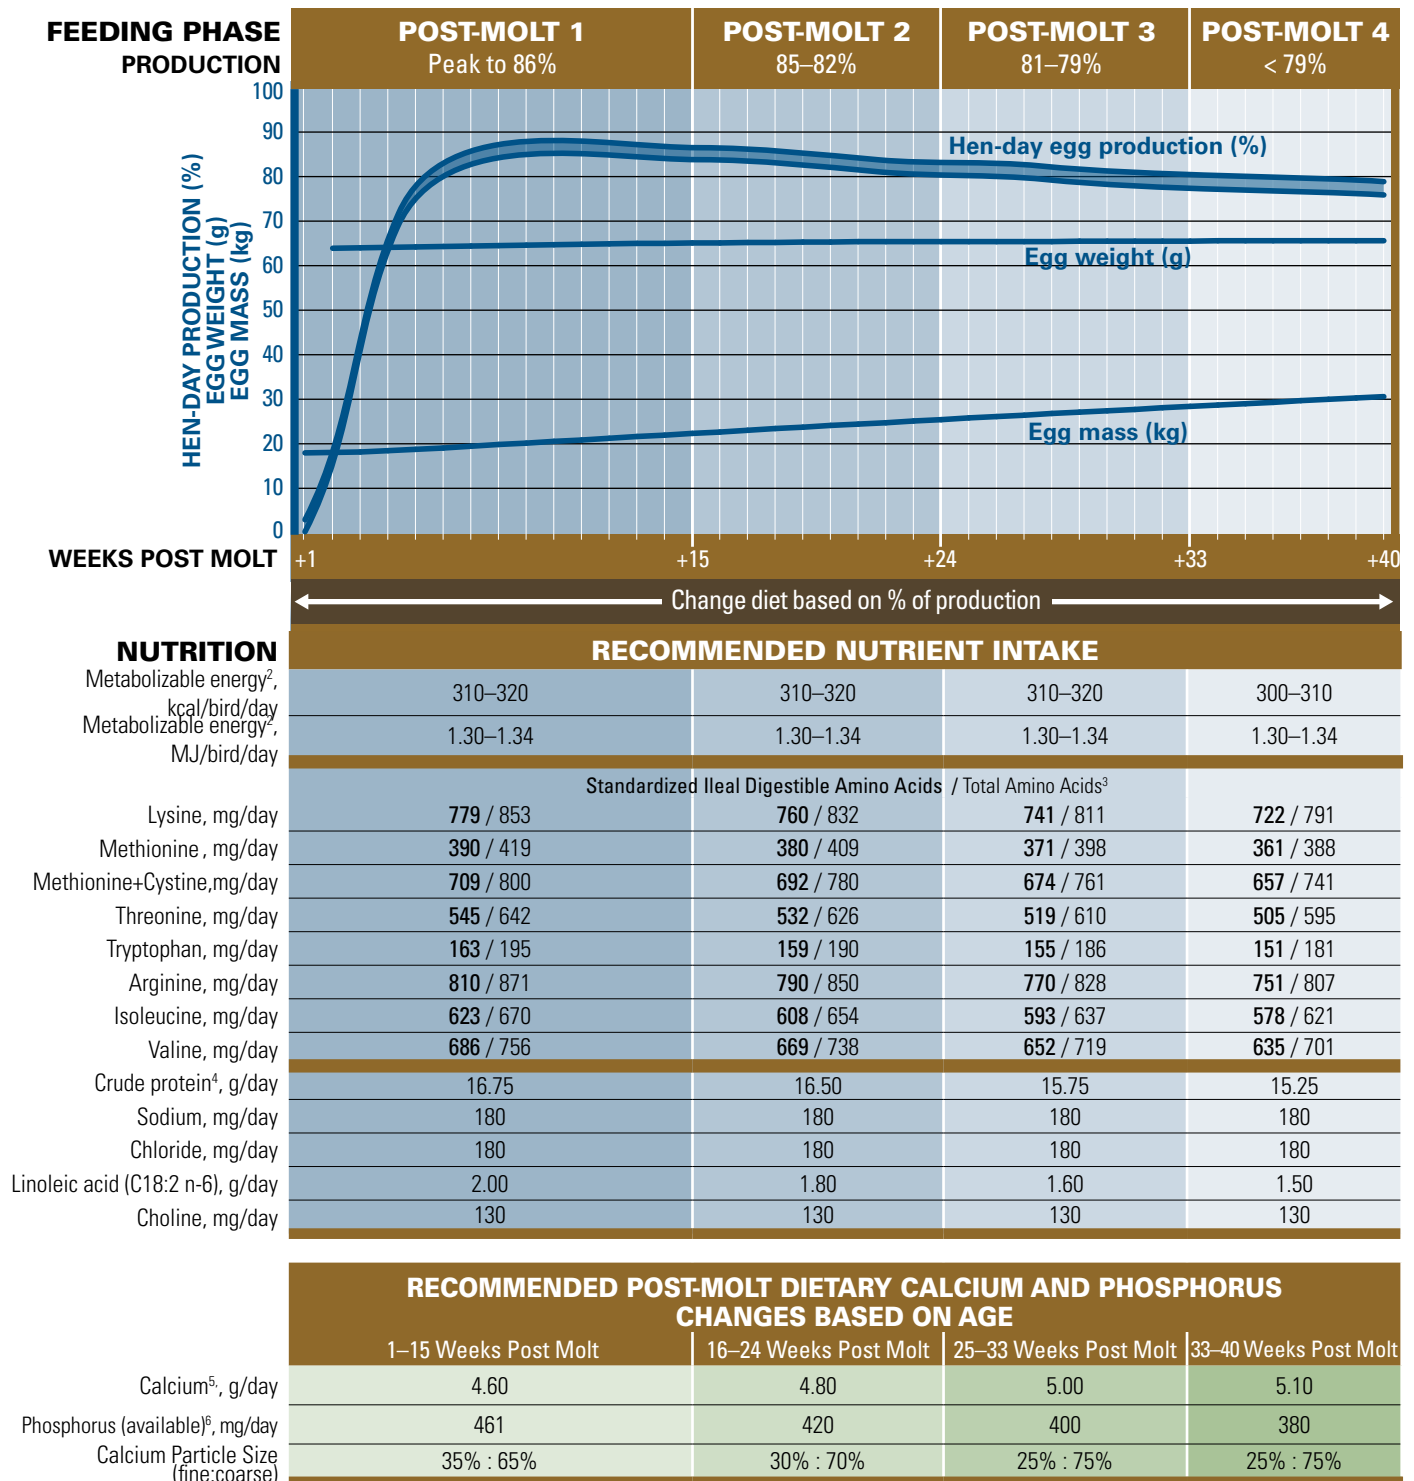 FEEDING PHASE POST-MOLT 1 POST-MOLT 2 POST-MOLT 3 POST-MOLT 4
PRODUCTION Peak to 86% 85–82% 81–79% < 79%
HEN-DAY PRODUCTION (%)
EGG WEIGHT (g)
EGG MASS (kg)
100
90
80
70
60
50
40
30
20
10
0
Hen-day egg production (%)
Egg weight (g)
Egg mass (kg)
WEEKS POST MOLT +1 +15 +24 +33 +40
Change diet based on % of production
NUTRITION RECOMMENDED NUTRIENT INTAKE
Metabolizable energy², kcal/bird/day 310–320 310–320 310–320 300–310
Metabolizable energy², MJ/bird/day 1.30–1.34 1.30–1.34 1.30–1.34 1.30–1.34
Standardized Ileal Digestible Amino Acids / Total Amino Acids³
Lysine, mg/day 779 / 853 760 / 832 741 / 811 722 / 791
Methionine, mg/day 390 / 419 380 / 409 371 / 398 361 / 388
Methionine+Cystine,mg/day 709 / 800 692 / 780 674 / 761 657 / 741
Threonine, mg/day 545 / 642 532 / 626 519 / 610 505 / 595
Tryptophan, mg/day 163 / 195 159 / 190 155 / 186 151 / 181
Arginine, mg/day 810 / 871 790 / 850 770 / 828 751 / 807
Isoleucine, mg/day 623 / 670 608 / 654 593 / 637 578 / 621
Valine, mg/day 686 / 756 669 / 738 652 / 719 635 / 701
Crude protein⁴, g/day 16.75 16.50 15.75 15.25
Sodium, mg/day 180 180 180 180
Chloride, mg/day 180 180 180 180
Linoleic acid (C18:2 n-6), g/day 2.00 1.80 1.60 1.50
Choline, mg/day 130 130 130 130
RECOMMENDED POST-MOLT DIETARY CALCIUM AND PHOSPHORUS
CHANGES BASED ON AGE
1–15 Weeks Post Molt 16–24 Weeks Post Molt 25–33 Weeks Post Molt 33–40 Weeks Post Molt
Calcium⁵, g/day 4.60 4.80 5.00 5.10
Phosphorus (available)⁶, mg/day 461 420 400 380
Calcium Particle Size (fine:coarse) 35% : 65% 30% : 70% 25% : 75% 25% : 75%